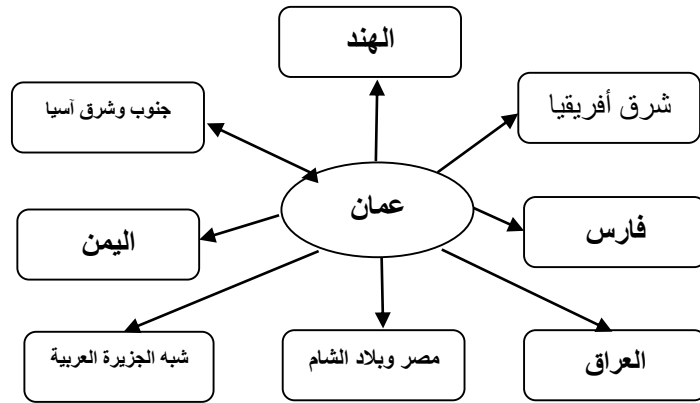 الهند
شرق أفريقيا
جنوب وشرق آسيا
عمان
فارس
اليمن
العراق
مصر وبلاد الشام
شبه الجزيرة العربية